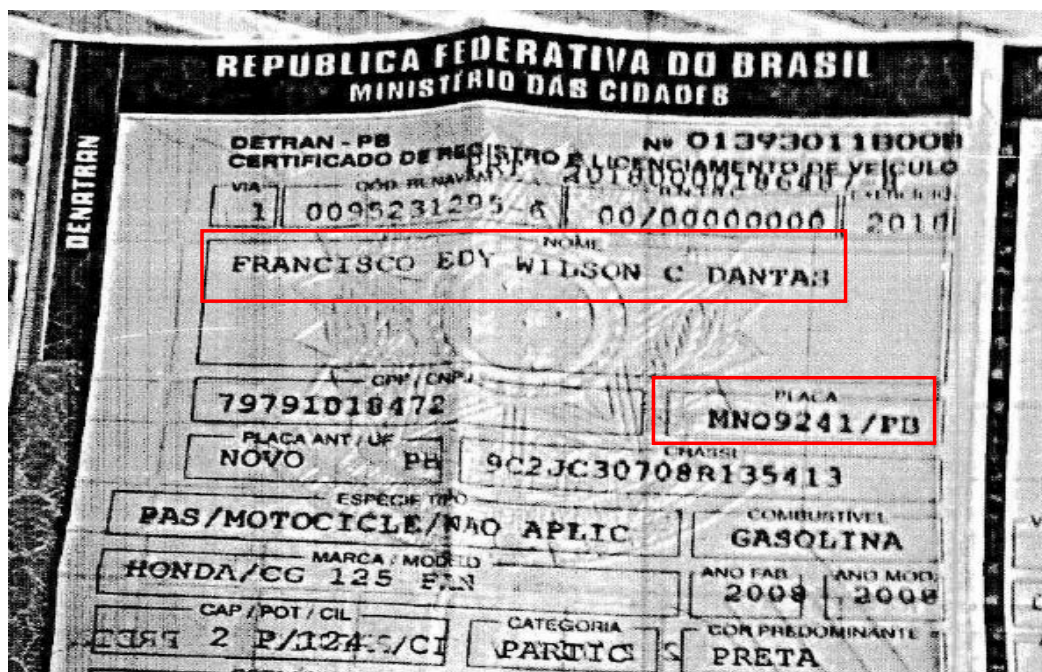 REPUBLICA FEDERATIVA DO BRASIL
MINISTÉRIO DAS CIDADES
DENATRAN
DETRAN - PB Nº 013930118008
CERTIFICADO DE REGISTRO E LICENCIAMENTO DE VEÍCULO
VIA CÓD. RENAVAM
1 0095231295-6 00/00000000 2010
NOME
FRANCISCO EDY WILSON C DANTAS
CPF / CNPJ PLACA
79791018472 MNO9241/PB
PLACA ANT / UF CHASSI
NOVO PB 9C2JC30708R135413
ESPÉCIE TIPO COMBUSTÍVEL
PAS/MOTOCICLE/NAO APLIC GASOLINA
MARCA / MODELO ANO FAB ANO MOD
HONDA/CG 125 FAN 2008 2008
CAP / POT / CIL CATEGORIA COR PREDOMINANTE
2 P/124 /CI PARTIC PRETA